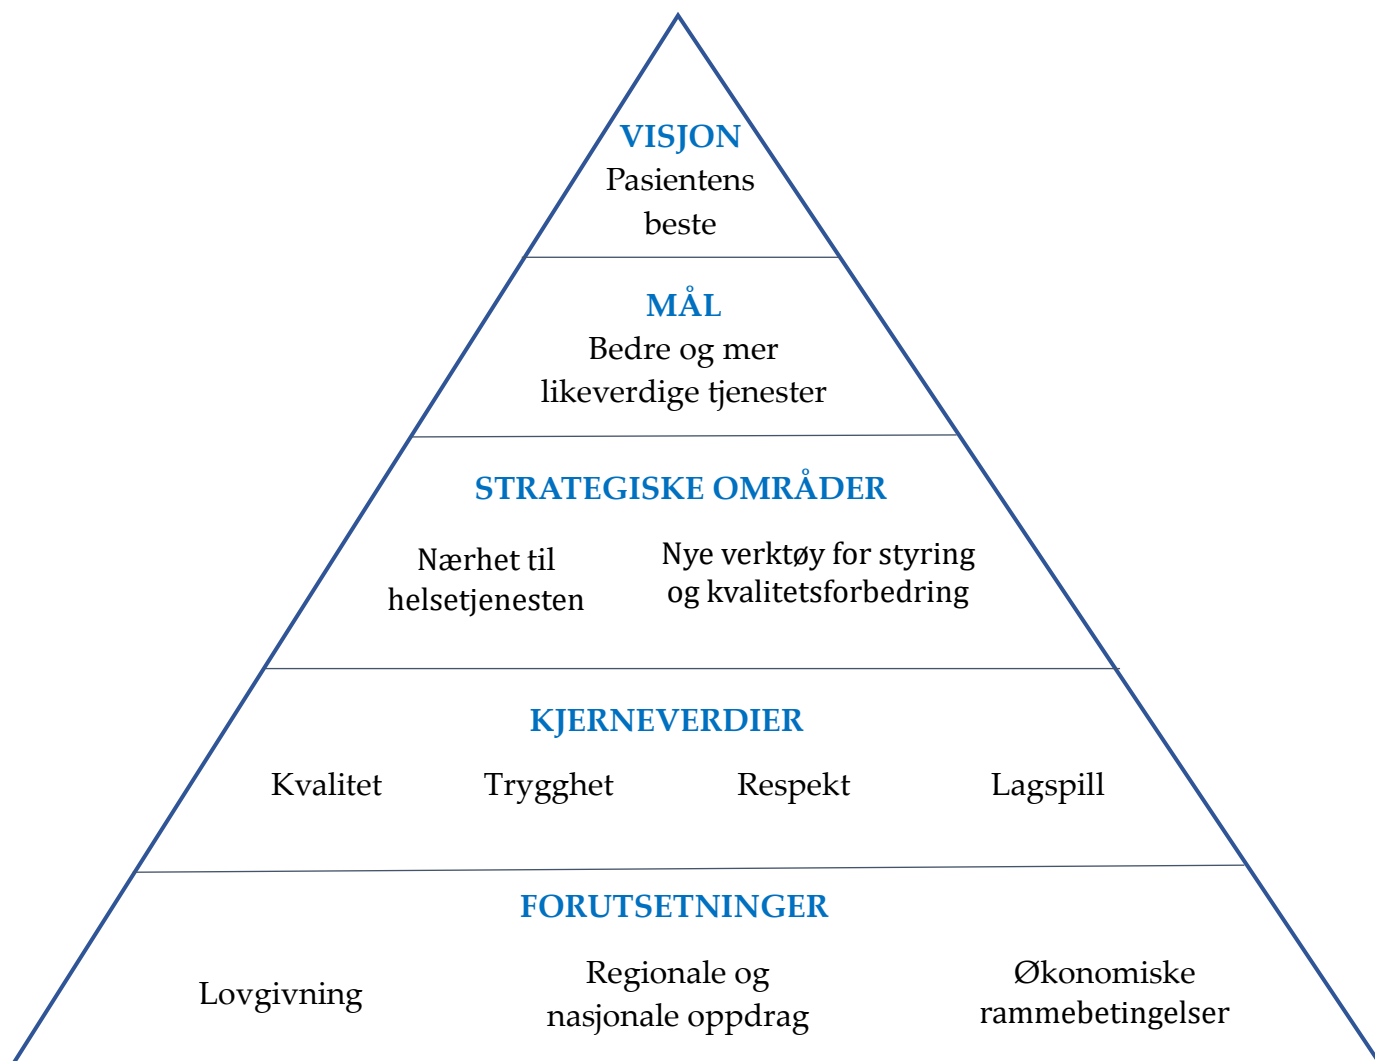 VISJON
Pasientens
beste
MÅL
Bedre og mer
likeverdige tjenester
STRATEGISKE OMRÅDER
Nærhet til
helsetjenesten
Nye verktøy for styring
og kvalitetsforbedring
KJERNEVERDIER
Kvalitet Trygghet Respekt Lagspill
FORUTSETNINGER
Lovgivning
Regionale og
nasjonale oppdrag
Økonomiske
rammebetingelser